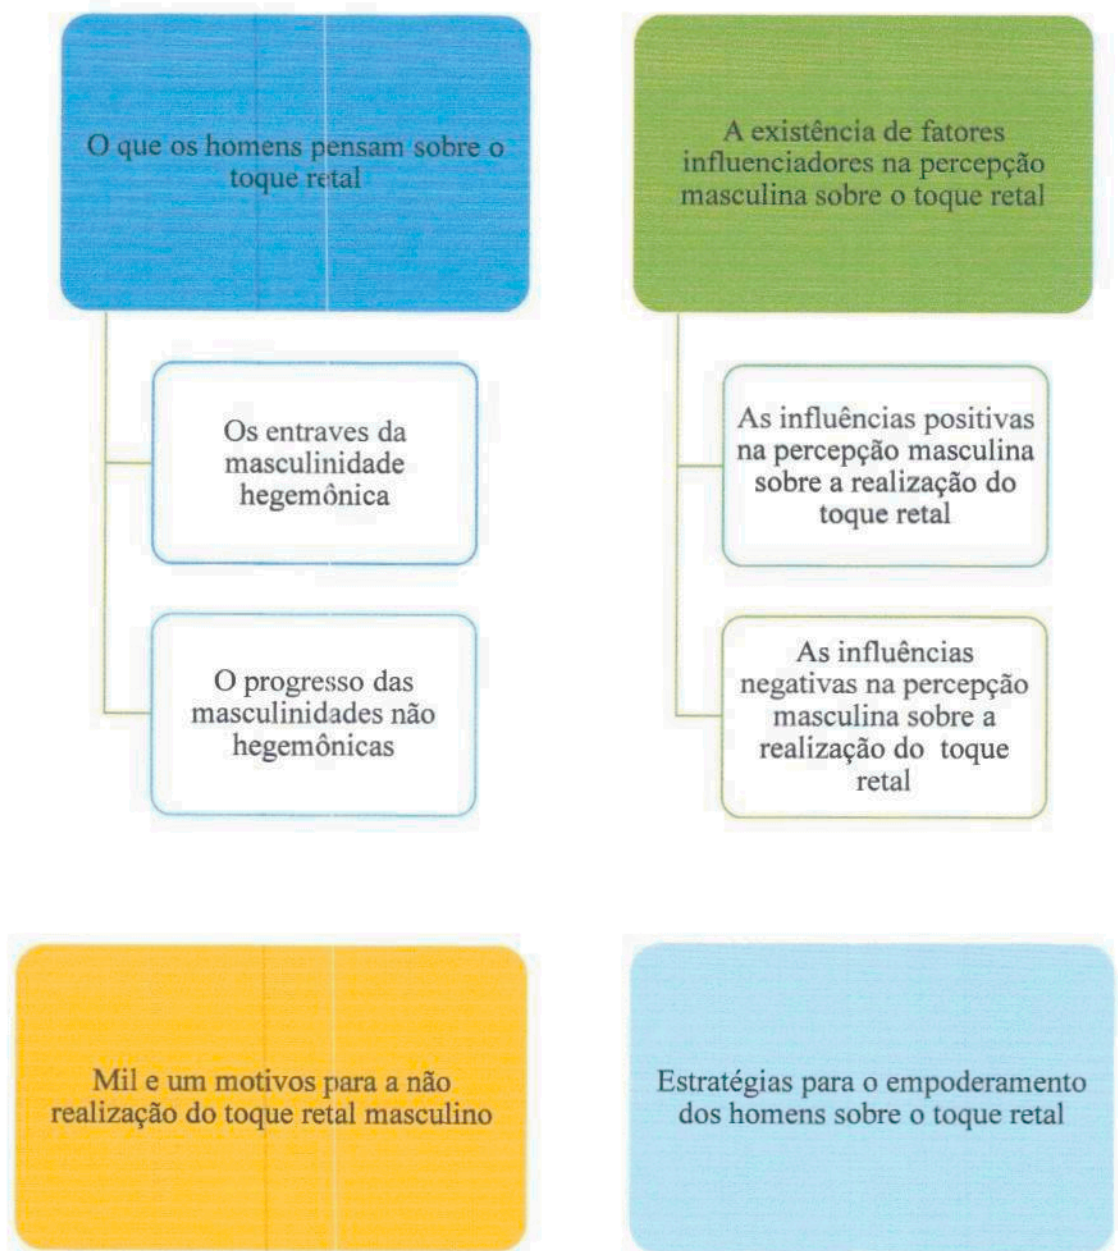 O que os homens pensam sobre o
toque retal
Os entraves da
masculinidade
hegemônica
O progresso das
masculinidades não
hegemônicas
A existência de fatores
influenciadores na percepção
masculina sobre o toque retal
As influências positivas
na percepção masculina
sobre a realização do
toque retal
As influências
negativas na percepção
masculina sobre a
realização do toque
retal
Mil e um motivos para a não
realização do toque retal masculino
Estratégias para o empoderamento
dos homens sobre o toque retal